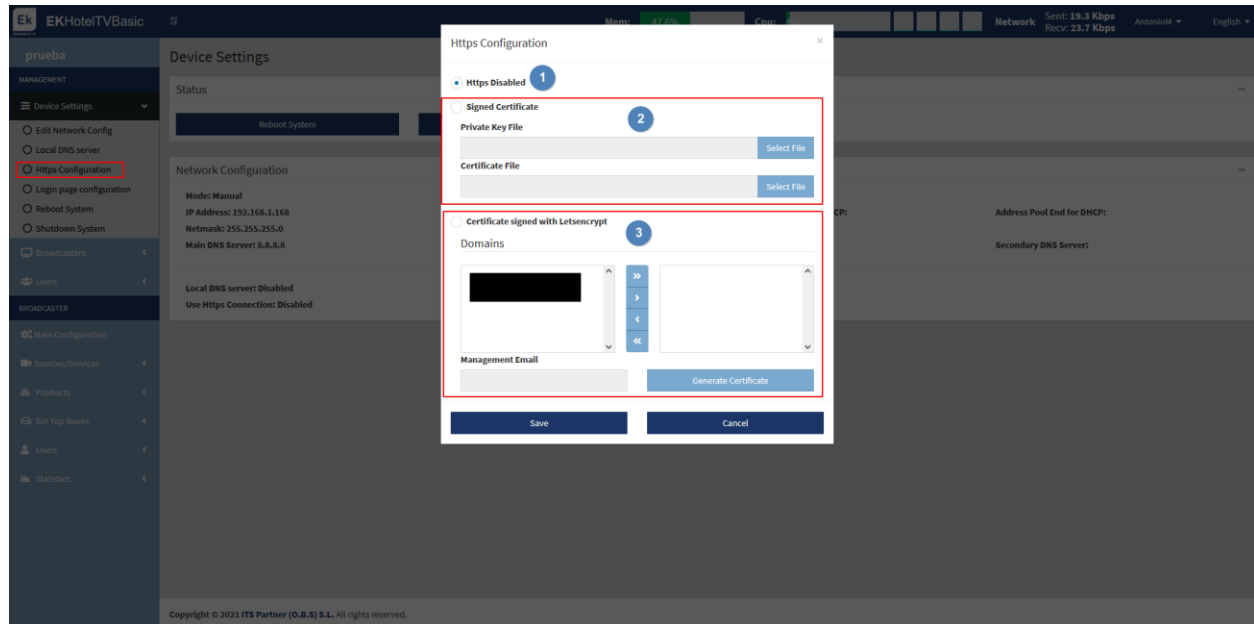 Ek EKHotelTVBasic
Mem: 47.6% Cpu:
Network Sent: 19.3 Kbps
Recv: 23.7 Kbps
AntonioM English
prueba
MANAGEMENT
Device Settings
Edit Network Config
Local DNS server
Https Configuration
Login page configuration
Reboot System
Shutdown System
Broadcasters
Users
BROADCASTER
Main Configuration
Sources/Services
Products
Set Top Boxes
Users
Statistics
Device Settings
Status
Reboot System
Network Configuration
Mode: Manual
IP Address: 192.168.1.168
CP:
Address Pool End for DHCP:
Netmask: 255.255.255.0
Main DNS Server: 8.8.8.8
Secondary DNS Server:
Local DNS server: Disabled
Use Https Connection: Disabled
Https Configuration ×
Https Disabled 1
Signed Certificate
2
Private Key File
Select File
Certificate File
Select File
Certificate signed with Letsencrypt
3
Domains
Management Email
Generate Certificate
Save Cancel
Copyright © 2021 ITS Partner (O.B.S) S.L. All rights reserved.